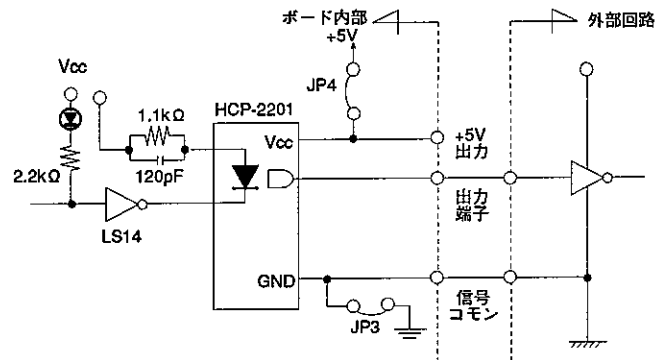 ボード内部
外部回路
+5V
Vcc
JP4
HCP-2201
1.1kΩ
Vcc
+5V
出力
2.2kΩ
120pF
出力
端子
LS14
GND
信号
コモン
JP3